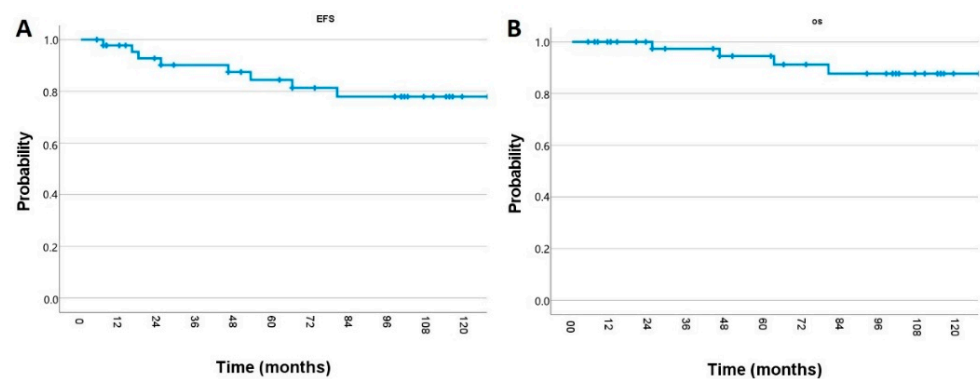 A
EFS
1.0
0.8
0.6
0.4
0.2
0.0
Probability
0 12 24 36 48 60 72 84 96 108 120
Time (months)
B
os
1.0
0.8
0.6
0.4
0.2
0.0
Probability
00 12 24 36 48 60 72 84 96 108 120
Time (months)